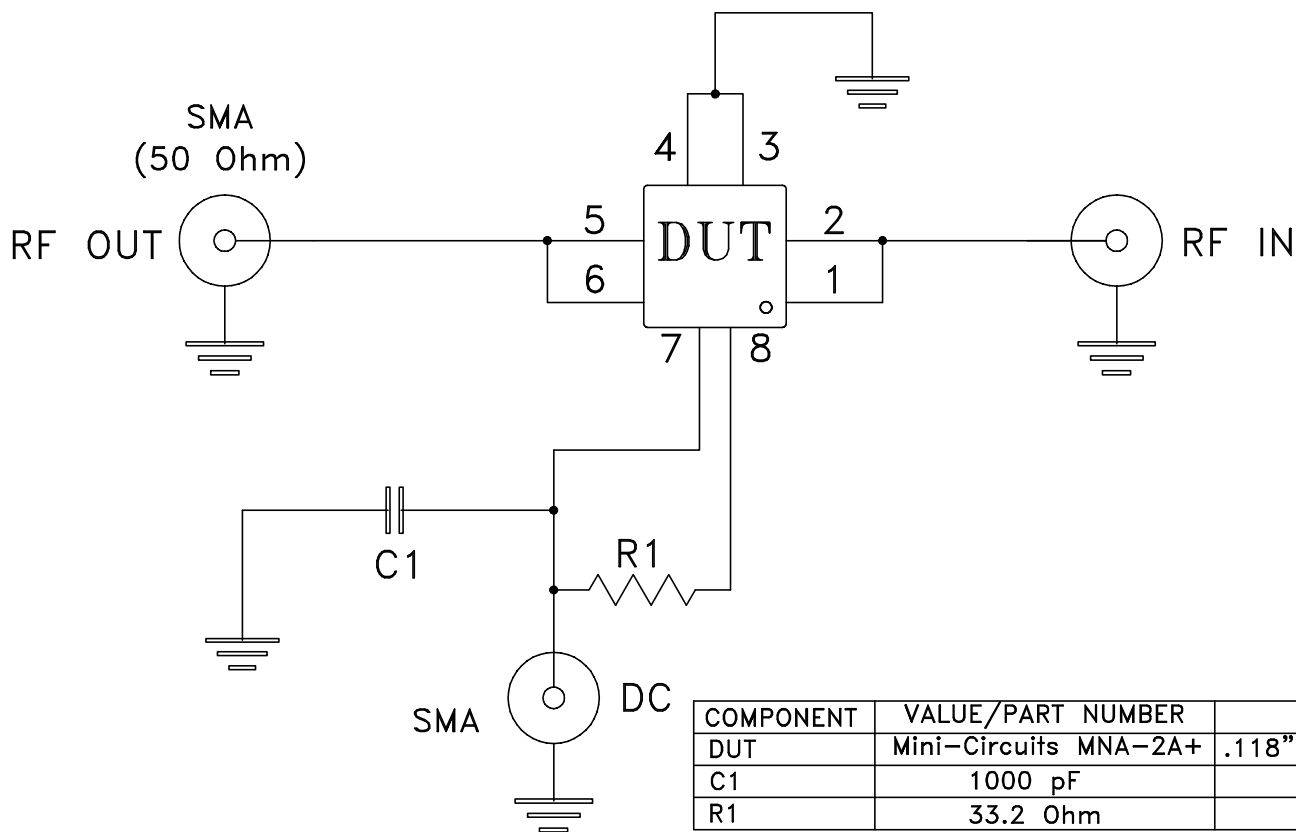 SMA
(50 Ohm)
4
3
RF OUT
5
DUT
2
RF IN
6
1
7
8
R1
C1
SMA
DC
COMPONENT VALUE/PART NUMBER
DUT Mini-Circuits MNA-2A+ .118"
C1 1000 pF
R1 33.2 Ohm